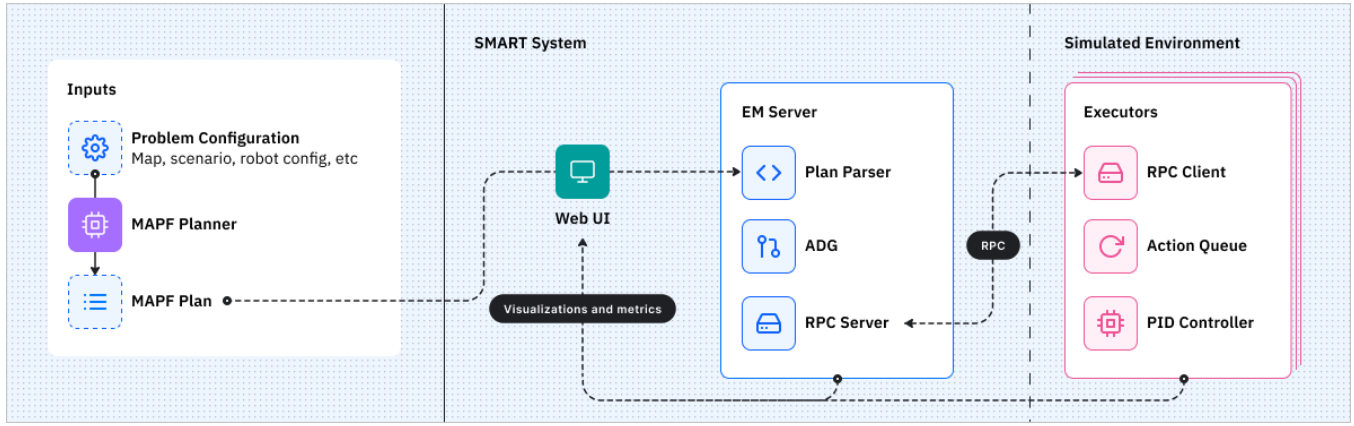 SMART System
Simulated Environment
Inputs
Problem Configuration
Map, scenario, robot config, etc
MAPF Planner
MAPF Plan
Web UI
Visualizations and metrics
EM Server
Plan Parser
ADG
RPC Server
RPC
Executors
RPC Client
Action Queue
PID Controller